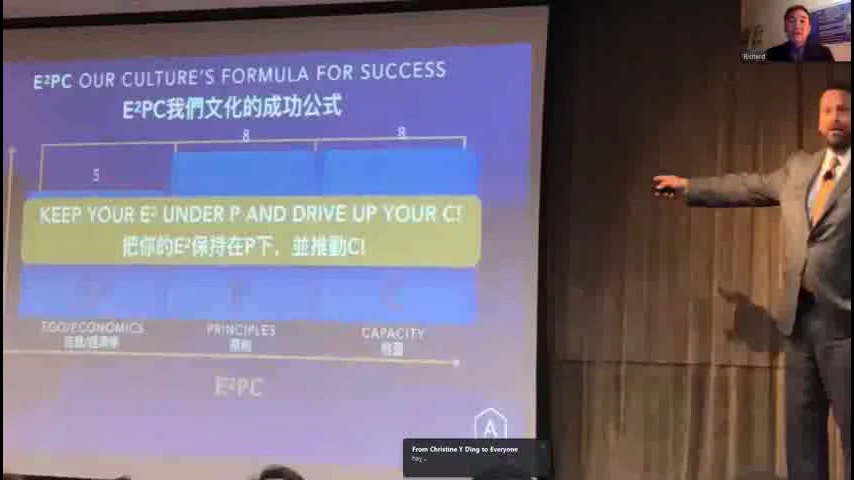 E²PC OUR CULTURE'S FORMULA FOR SUCCESS
E²PC我們文化的成功公式
5
8
8
KEEP YOUR E² UNDER P AND DRIVE UP YOUR C!
把你的E²保持在P下，並推動C!
EGO/ECONOMICS
PRINCIPLES
原則
CAPACITY
容量
E²PC
A
Richard
From Christine Y Ding to Everyone
hey ..